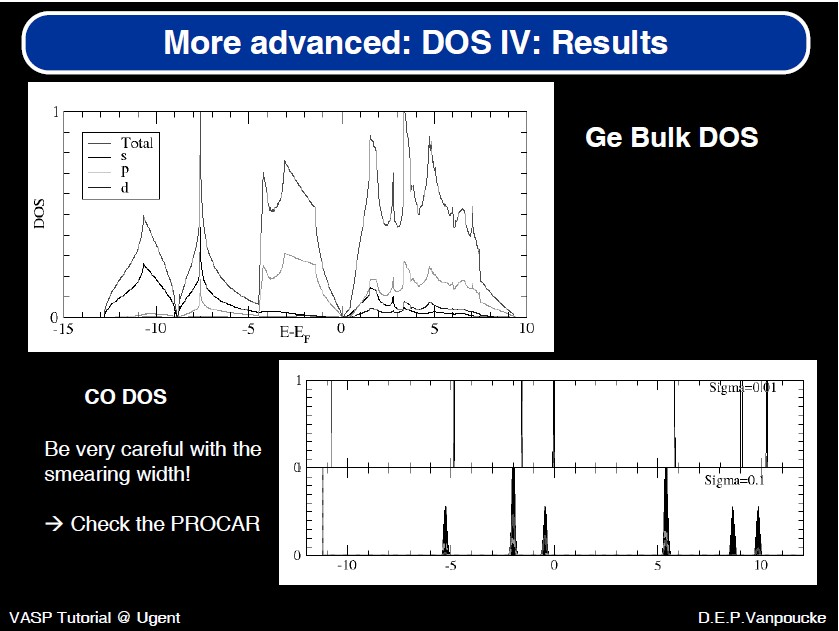 More advanced: DOS IV: Results
1
Total
s
p
d
DOS
0
-15
-10
-5
0
5
10
E-EF
Ge Bulk DOS
CO DOS
Be very careful with the
smearing width!
→ Check the PROCAR
1
Sigma=0.01
0
Sigma=0.1
0
-10
-5
0
5
10
VASP Tutorial @ Ugent
D.E.P.Vanpoucke